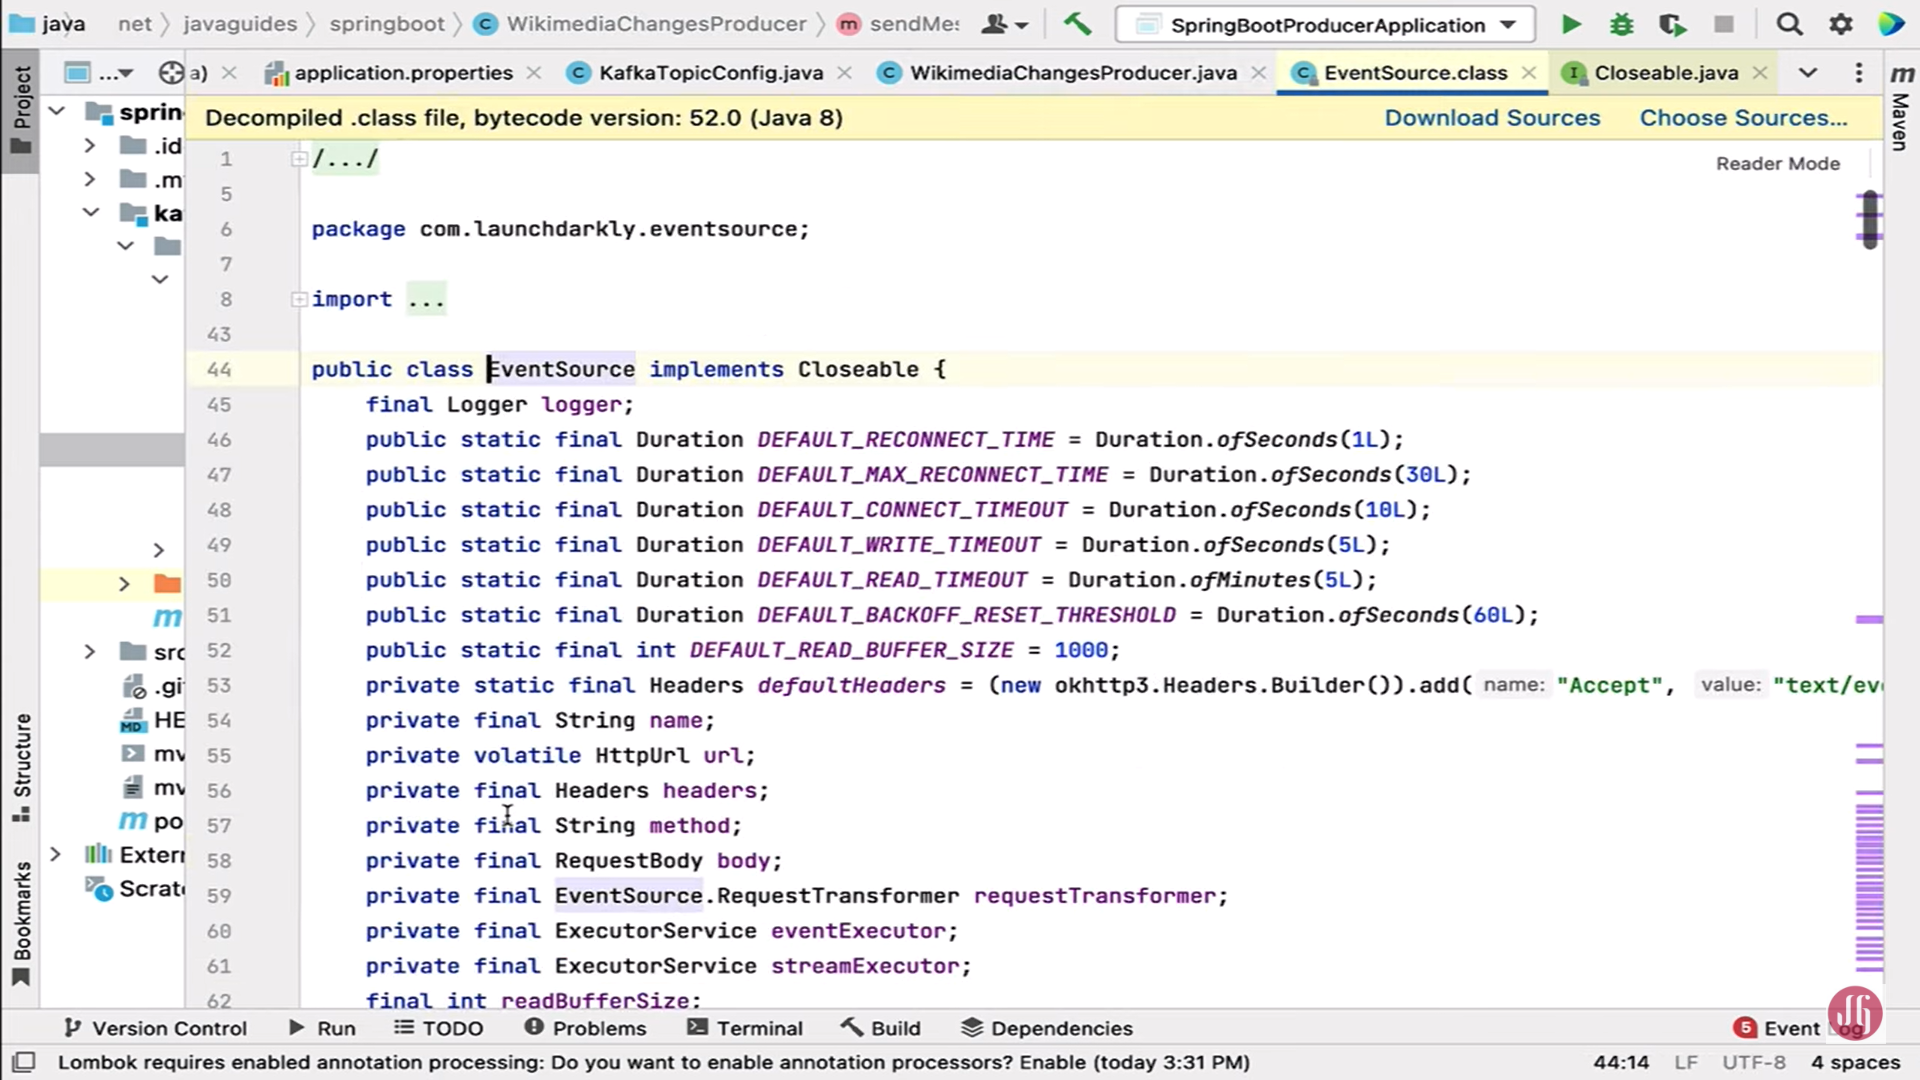 java net javaguides springboot WikimediaChangesProducer sendMes SpringBootProducerApplication
... a) application.properties KafkaTopicConfig.java WikimediaChangesProducer.java EventSource.class Closeable.java
Project
Structure
Bookmarks
Maven
Decompiled .class file, bytecode version: 52.0 (Java 8) Download Sources Choose Sources...
Reader Mode
sprin
.id
.m
ka
src
.gi
HE
mv
mv
po
Extern
Scratc
1 /.../
5
6 package com.launchdarkly.eventsource;
7
8 import ...
43
44 public class EventSource implements Closeable {
45 final Logger logger;
46 public static final Duration DEFAULT_RECONNECT_TIME = Duration.ofSeconds(1L);
47 public static final Duration DEFAULT_MAX_RECONNECT_TIME = Duration.ofSeconds(30L);
48 public static final Duration DEFAULT_CONNECT_TIMEOUT = Duration.ofSeconds(10L);
49 public static final Duration DEFAULT_WRITE_TIMEOUT = Duration.ofSeconds(5L);
50 public static final Duration DEFAULT_READ_TIMEOUT = Duration.ofMinutes(5L);
51 public static final Duration DEFAULT_BACKOFF_RESET_THRESHOLD = Duration.ofSeconds(60L);
52 public static final int DEFAULT_READ_BUFFER_SIZE = 1000;
53 private static final Headers defaultHeaders = (new okhttp3.Headers.Builder()).add( name: "Accept", value: "text/eve
54 private final String name;
55 private volatile HttpUrl url;
56 private final Headers headers;
57 private final String method;
58 private final RequestBody body;
59 private final EventSource.RequestTransformer requestTransformer;
60 private final ExecutorService eventExecutor;
61 private final ExecutorService streamExecutor;
62 final int readBufferSize;
Version Control Run TODO Problems Terminal Build Dependencies 5 Event Log
Lombok requires enabled annotation processing: Do you want to enable annotation processors? Enable (today 3:31 PM) 44:14 LF UTF-8 4 spaces